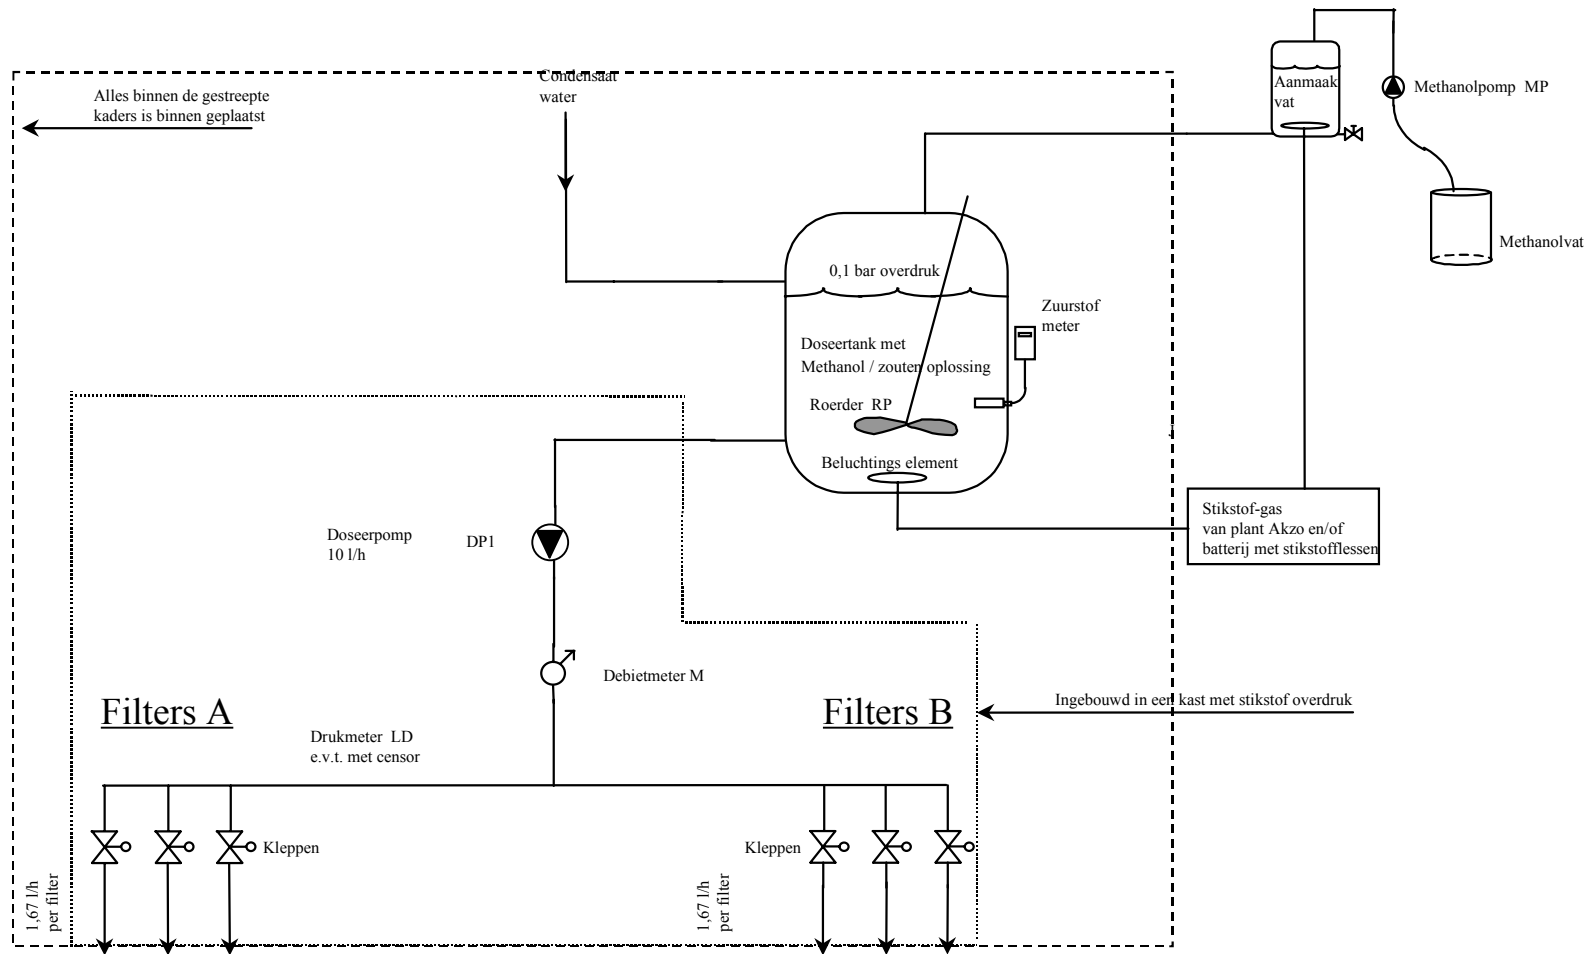 Condensaat
water
Alles binnen de gestreepte
kaders is binnen geplaatst
Aanmaak
vat
Methanolpomp MP
Methanolvat
0,1 bar overdruk
Zuurstof
meter
Doseertank met
Methanol / zouten oplossing
Roerder RP
Beluchtings element
Stikstof-gas
van plant Akzo en/of
batterij met stikstofflessen
Doseerpomp
10 l/h
DP1
Debietmeter M
Filters A
Filters B
Ingebouwd in een kast met stikstof overdruk
Drukmeter LD
e.v.t. met censor
Kleppen
Kleppen
1,67 l/h
per filter
1,67 l/h
per filter